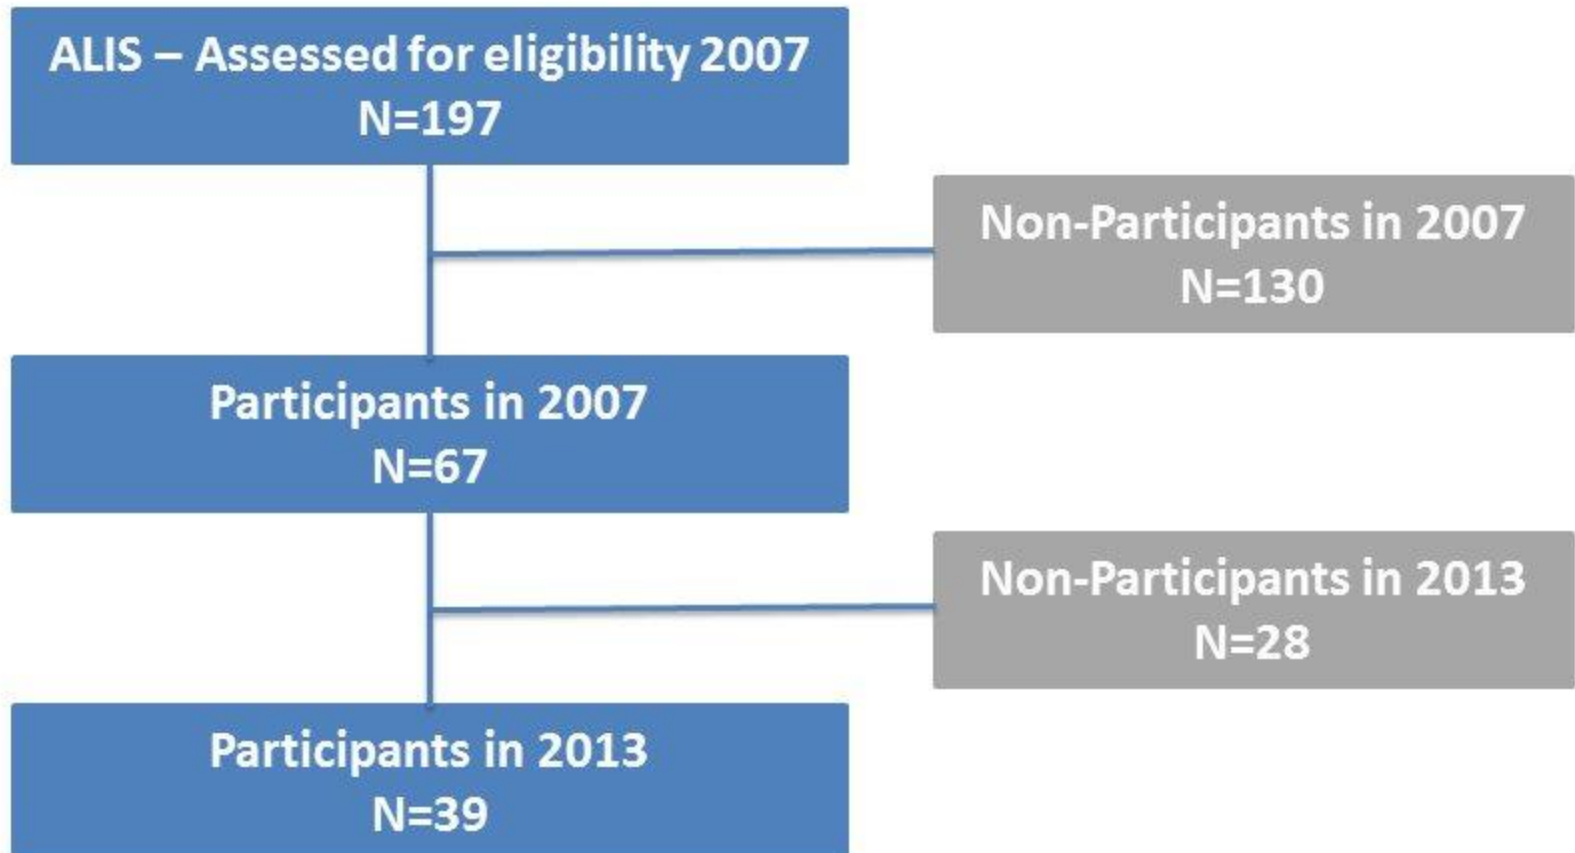 ALIS – Assessed for eligibility 2007
N=197
Non-Participants in 2007
N=130
Participants in 2007
N=67
Non-Participants in 2013
N=28
Participants in 2013
N=39